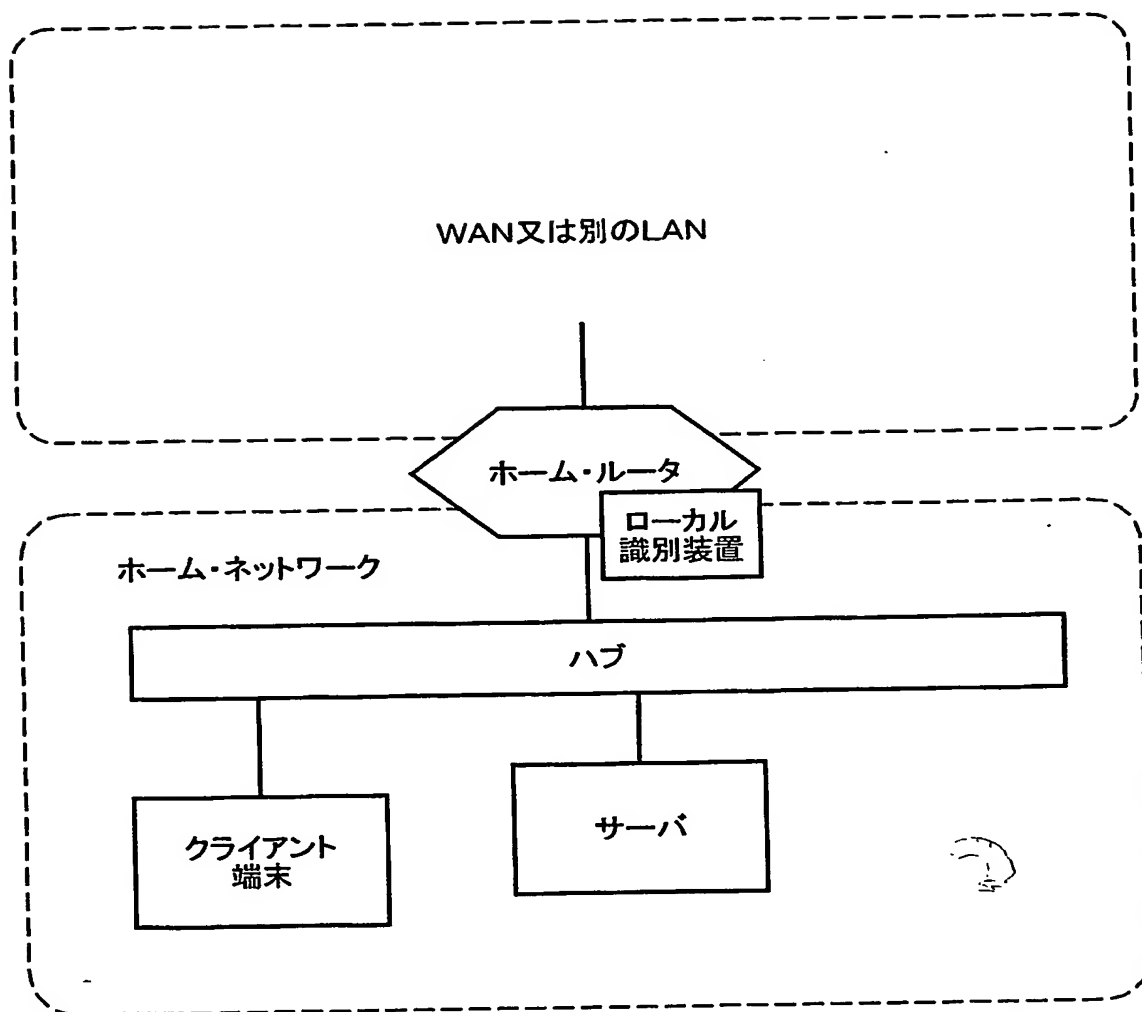 WAN又は別のLAN
ホーム・ルータ
ローカル
識別装置
ホーム・ネットワーク
ハブ
クライアント
端末
サーバ